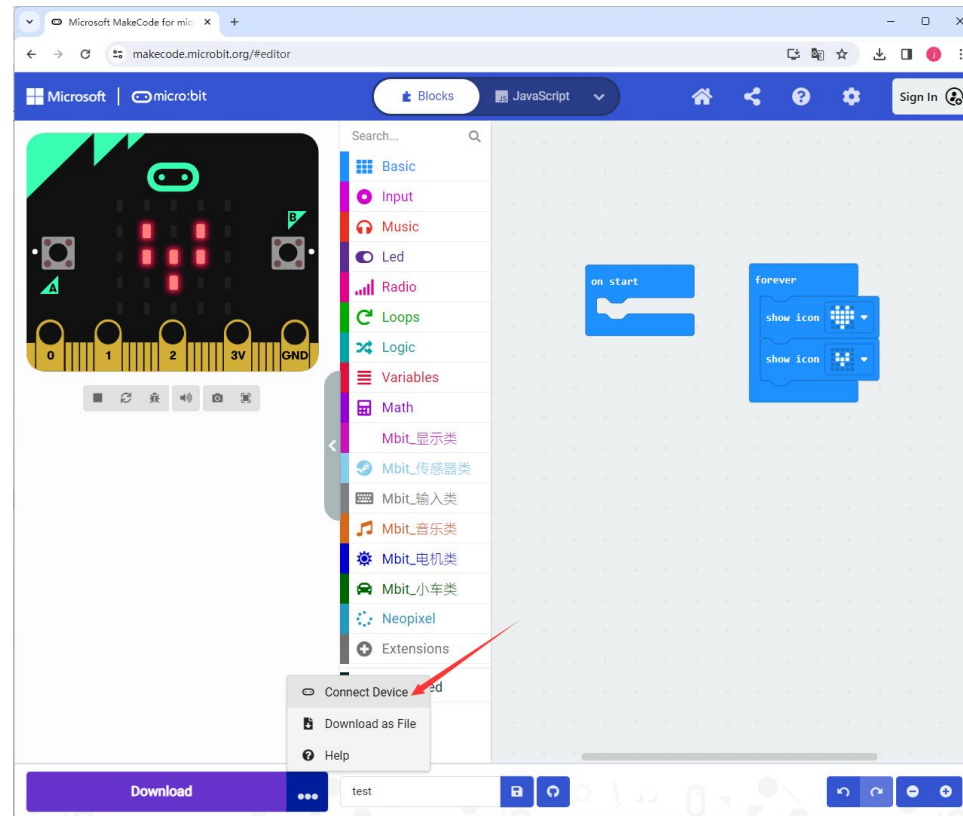 Microsoft MakeCode for mic
makecode.microbit.org/#editor
Microsoft micro:bit
Blocks
JS JavaScript
Sign In
Search...
Basic
Input
Music
Led
Radio
Loops
Logic
Variables
Math
Mbit_显示类
Mbit_传感器类
Mbit_输入类
Mbit_音乐类
Mbit_电机类
Mbit_小车类
Neopixel
Extensions
ed
B
A
0 1 2 3V GND
on start
forever
show icon
show icon
Connect Device
Download as File
Help
Download
test